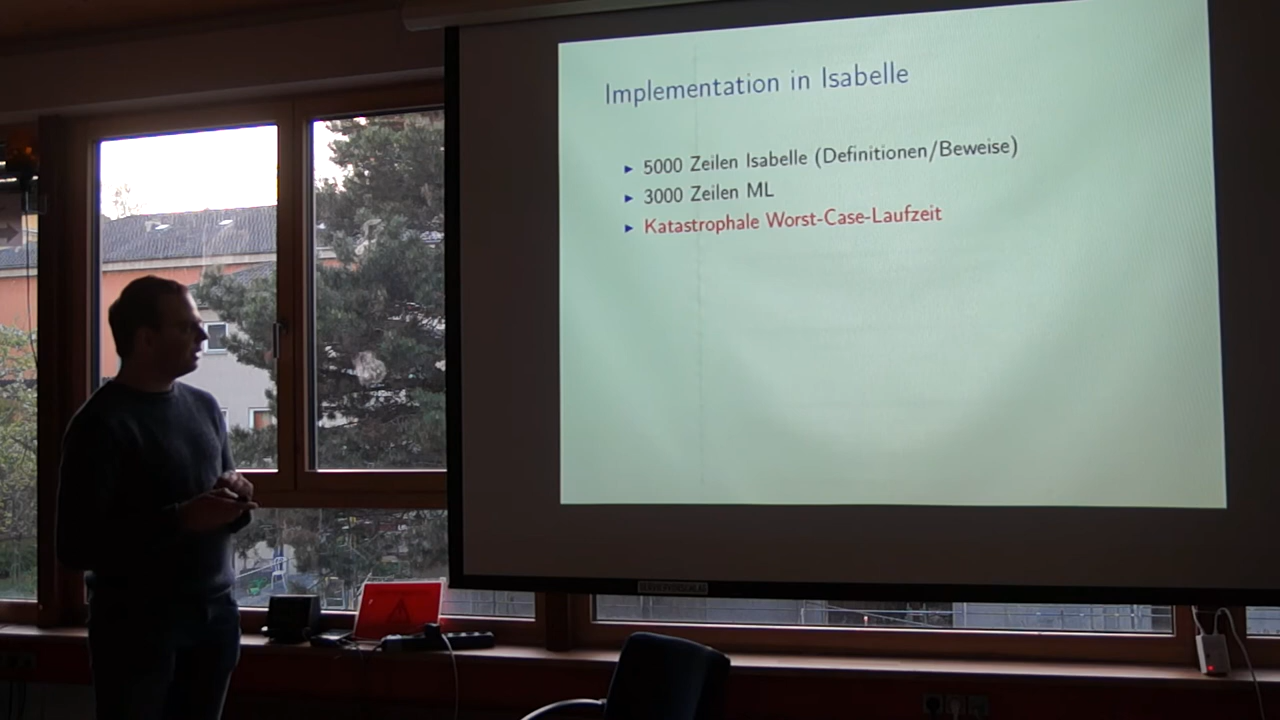 Implementation in Isabelle
► 5000 Zeilen Isabelle (Definitionen/Beweise)
► 3000 Zeilen ML
► Katastrophale Worst-Case-Laufzeit